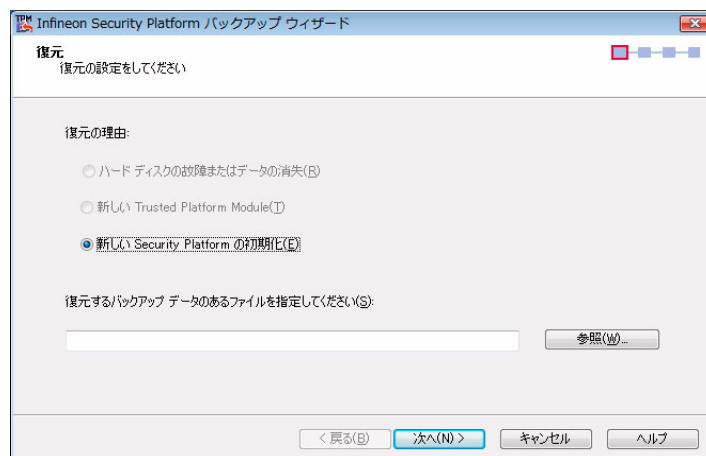 TPM Infineon Security Platform バックアップ ウィザード
復元
復元の設定をしてください
復元の理由:
ハード ディスクの故障またはデータの消失(R)
新しい Trusted Platform Module(T)
新しい Security Platform の初期化(E)
復元するバックアップ データのあるファイルを指定してください(S):
参照(W)...
< 戻る(B) 次へ(N) > キャンセル ヘルプ